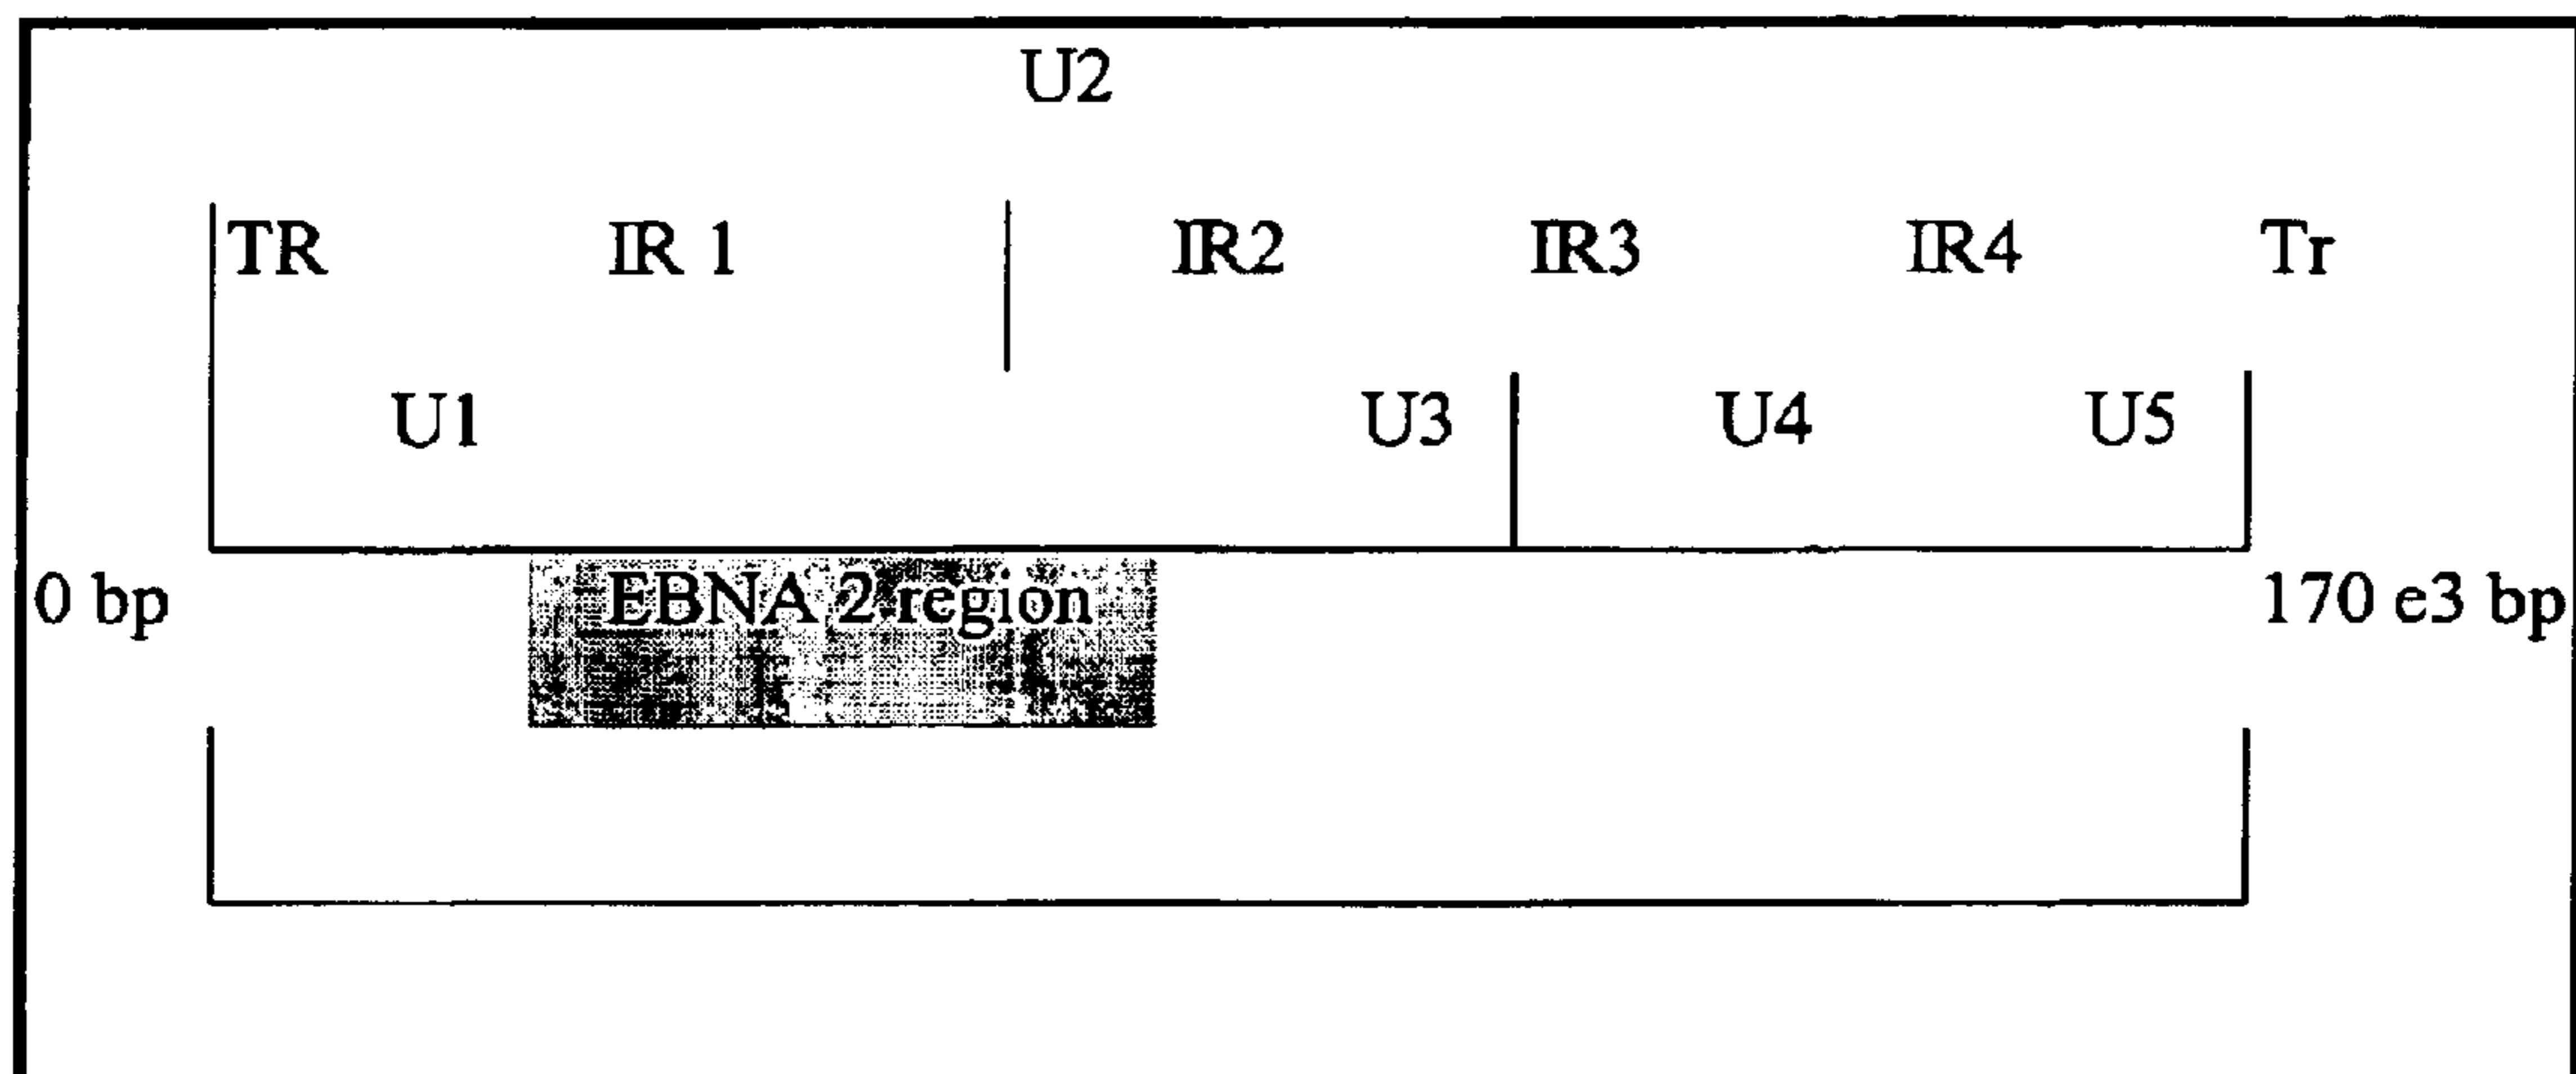 U2
TR IR 1 IR2 IR3 IR4 Tr
U1 U3 U4 U5
0 bp EBNA 2 region 170 e3 bp